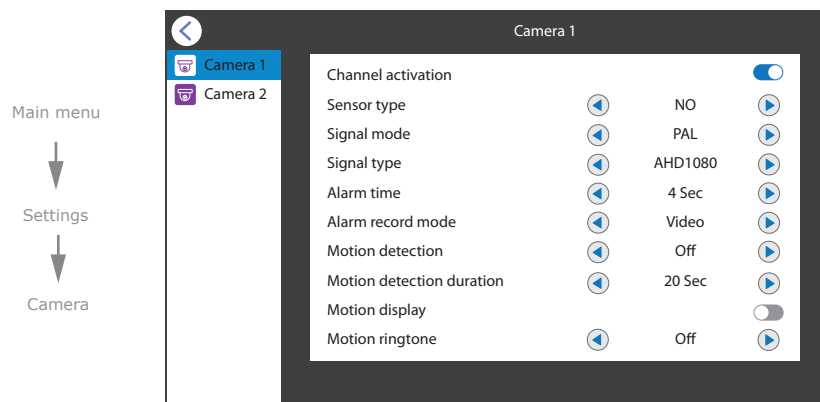 Main menu
Settings
Camera
Camera 1
Camera 1
Camera 2
Channel activation
Sensor type NO
Signal mode PAL
Signal type AHD1080
Alarm time 4 Sec
Alarm record mode Video
Motion detection Off
Motion detection duration 20 Sec
Motion display
Motion ringtone Off